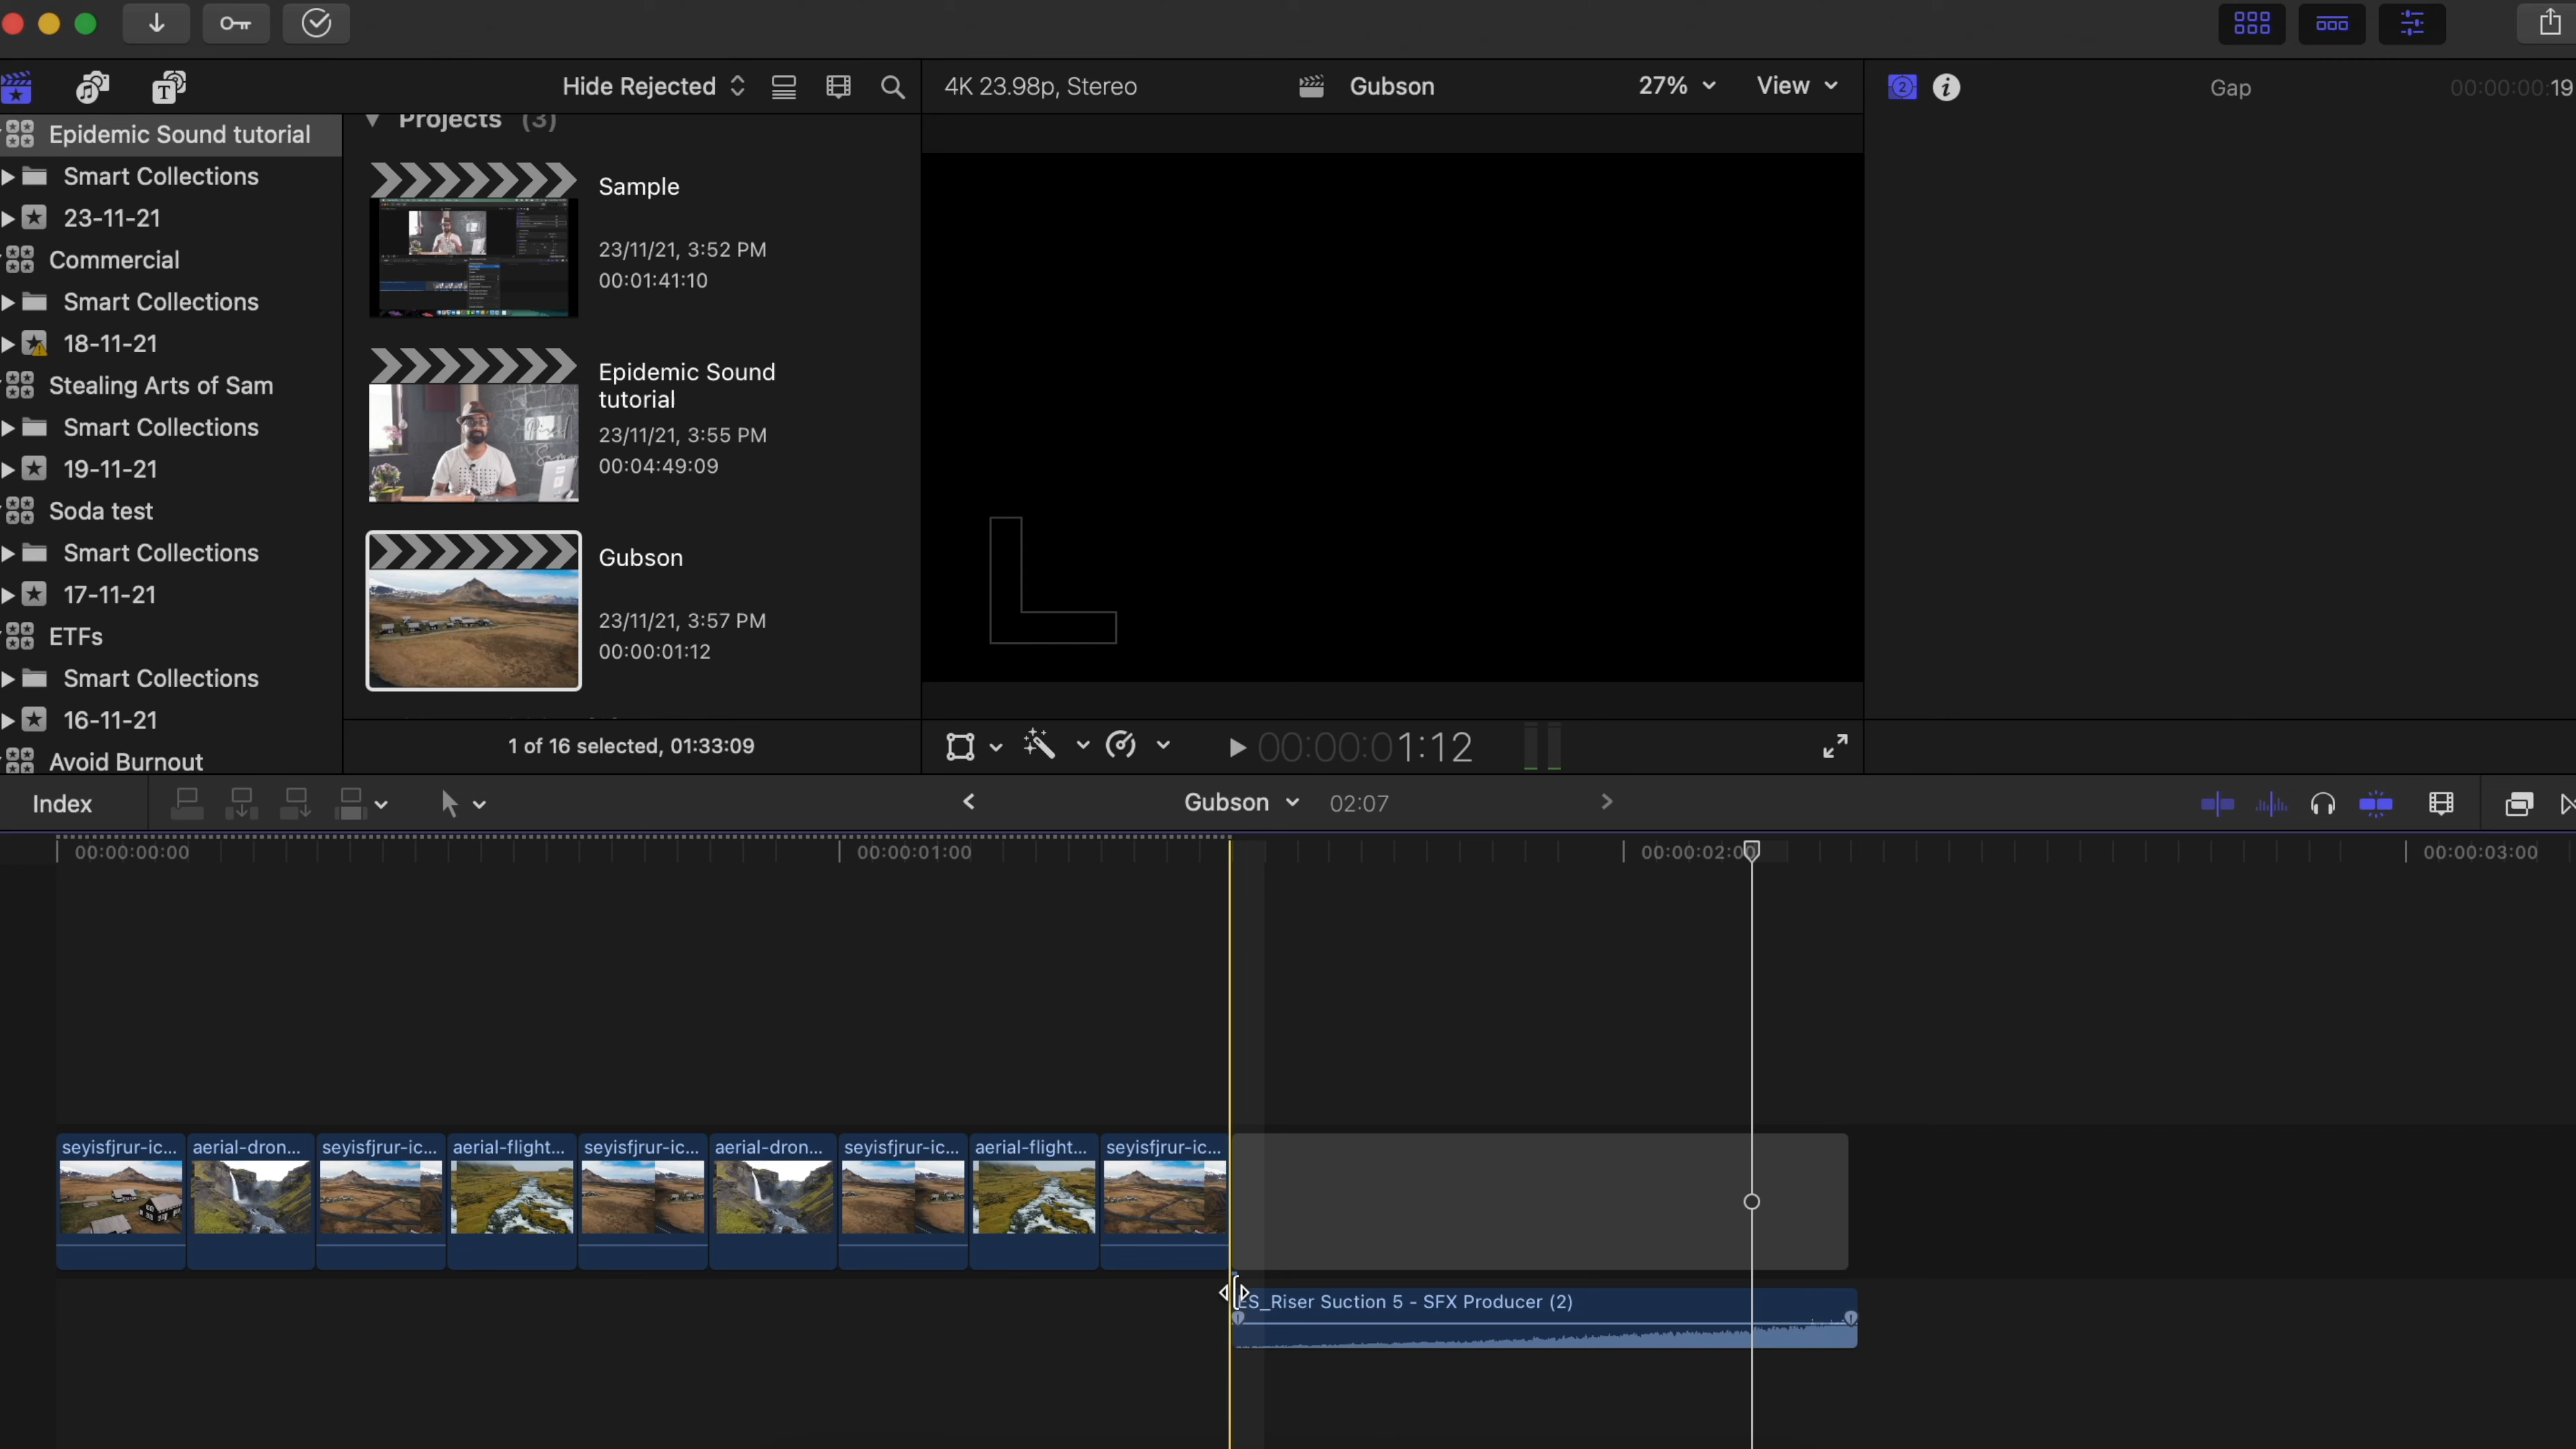 Hide Rejected
4K 23.98p, Stereo
Gubson
27%
View
Gap
00:00:00:19
Epidemic Sound tutorial
Smart Collections
23-11-21
Commercial
Smart Collections
18-11-21
Stealing Arts of Sam
Smart Collections
19-11-21
Soda test
Smart Collections
17-11-21
ETFs
Smart Collections
16-11-21
Avoid Burnout
Projects (3)
Sample
23/11/21, 3:52 PM
00:01:41:10
Epidemic Sound
tutorial
23/11/21, 3:55 PM
00:04:49:09
Gubson
23/11/21, 3:57 PM
00:00:01:12
1 of 16 selected, 01:33:09
00:00:01:12
Index
Gubson
02:07
00:00:00:00
00:00:01:00
00:00:02:00
00:00:03:00
seyisfjrur-ic...
aerial-dron...
seyisfjrur-ic...
aerial-flight...
seyisfjrur-ic...
aerial-dron...
seyisfjrur-ic...
aerial-flight...
seyisfjrur-ic...
ES_Riser Suction 5 - SFX Producer (2)